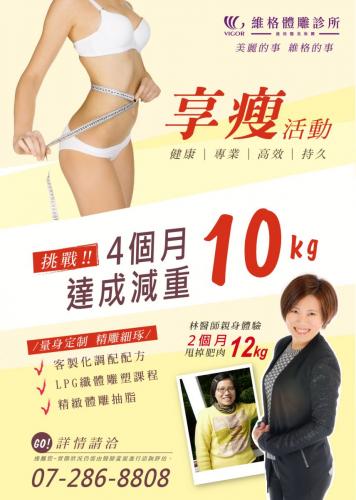 維格體雕診所
VIGOR
美麗的事 維格的事
享瘦活動
健康｜專業｜高效｜持久
挑戰!! 4個月
達成減重 10kg
/量身定制 精雕細琢/
客製化調配配方
LPG纖體雕塑課程
精緻體雕抽脂
林醫師親身體驗
2個月
甩掉肥肉 12kg
GO! 詳情請洽
07-286-8808